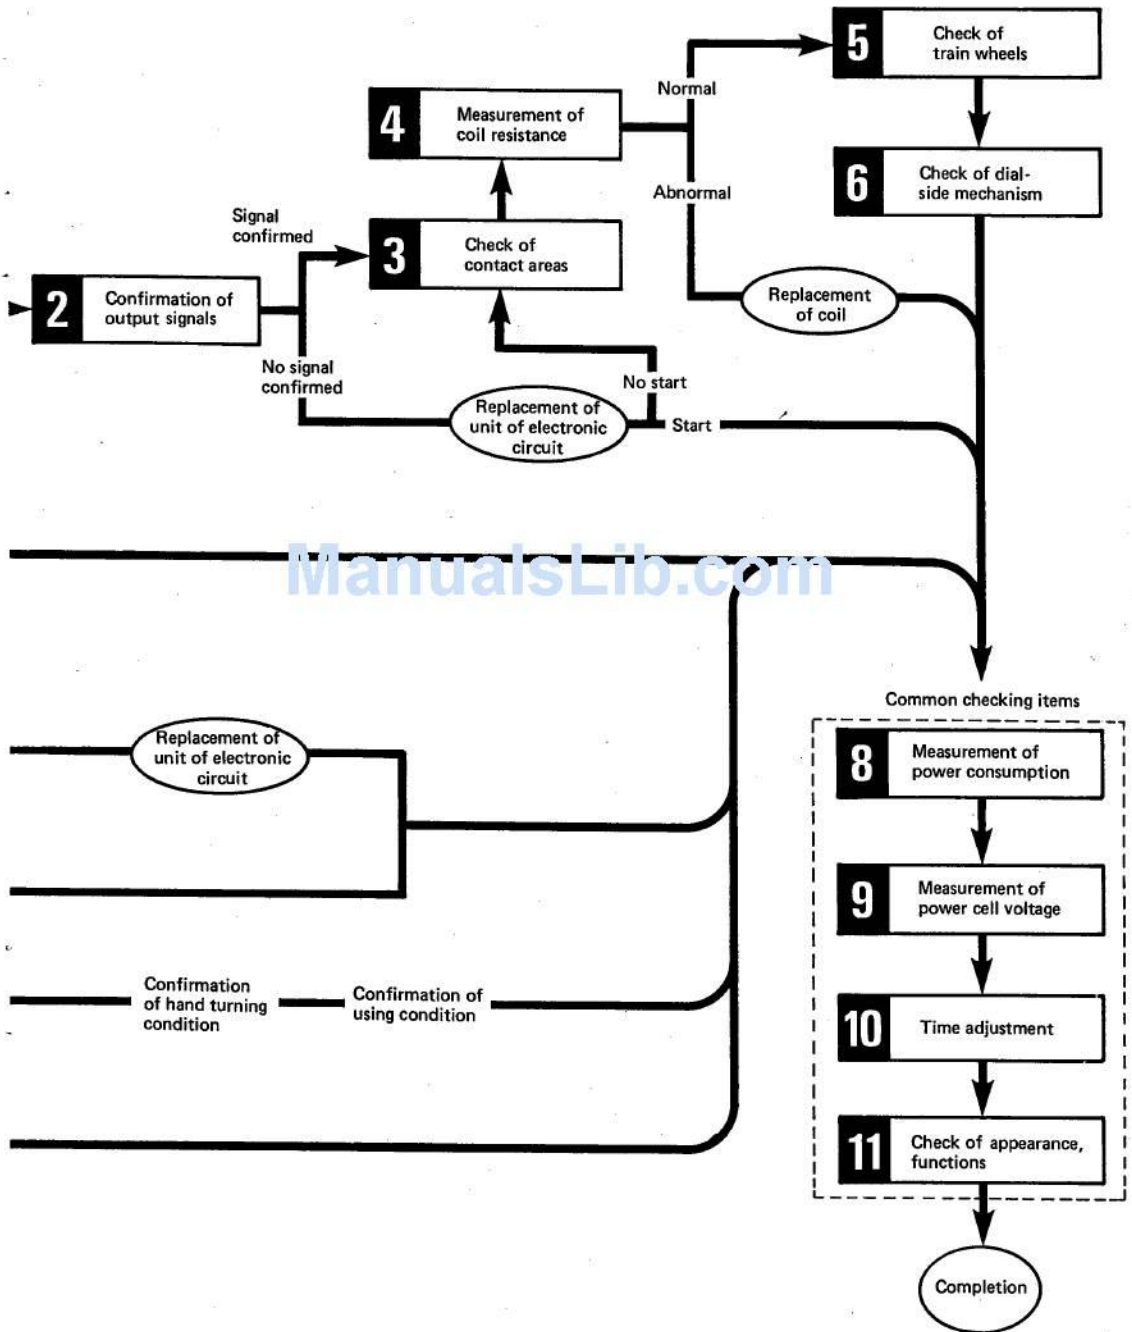 5
Check of
train wheels
Normal
4
Measurement of
coil resistance
6
Check of dial-
side mechanism
Abnormal
Signal
confirmed
3
Check of
contact areas
2
Confirmation of
output signals
Replacement
of coil
No signal
confirmed
No start
Replacement of
unit of electronic
circuit
Start
ManualsLib.com
Common checking items
Replacement of
unit of electronic
circuit
8
Measurement of
power consumption
9
Measurement of
power cell voltage
Confirmation
of hand turning
condition
Confirmation of
using condition
10
Time adjustment
11
Check of appearance,
functions
Completion